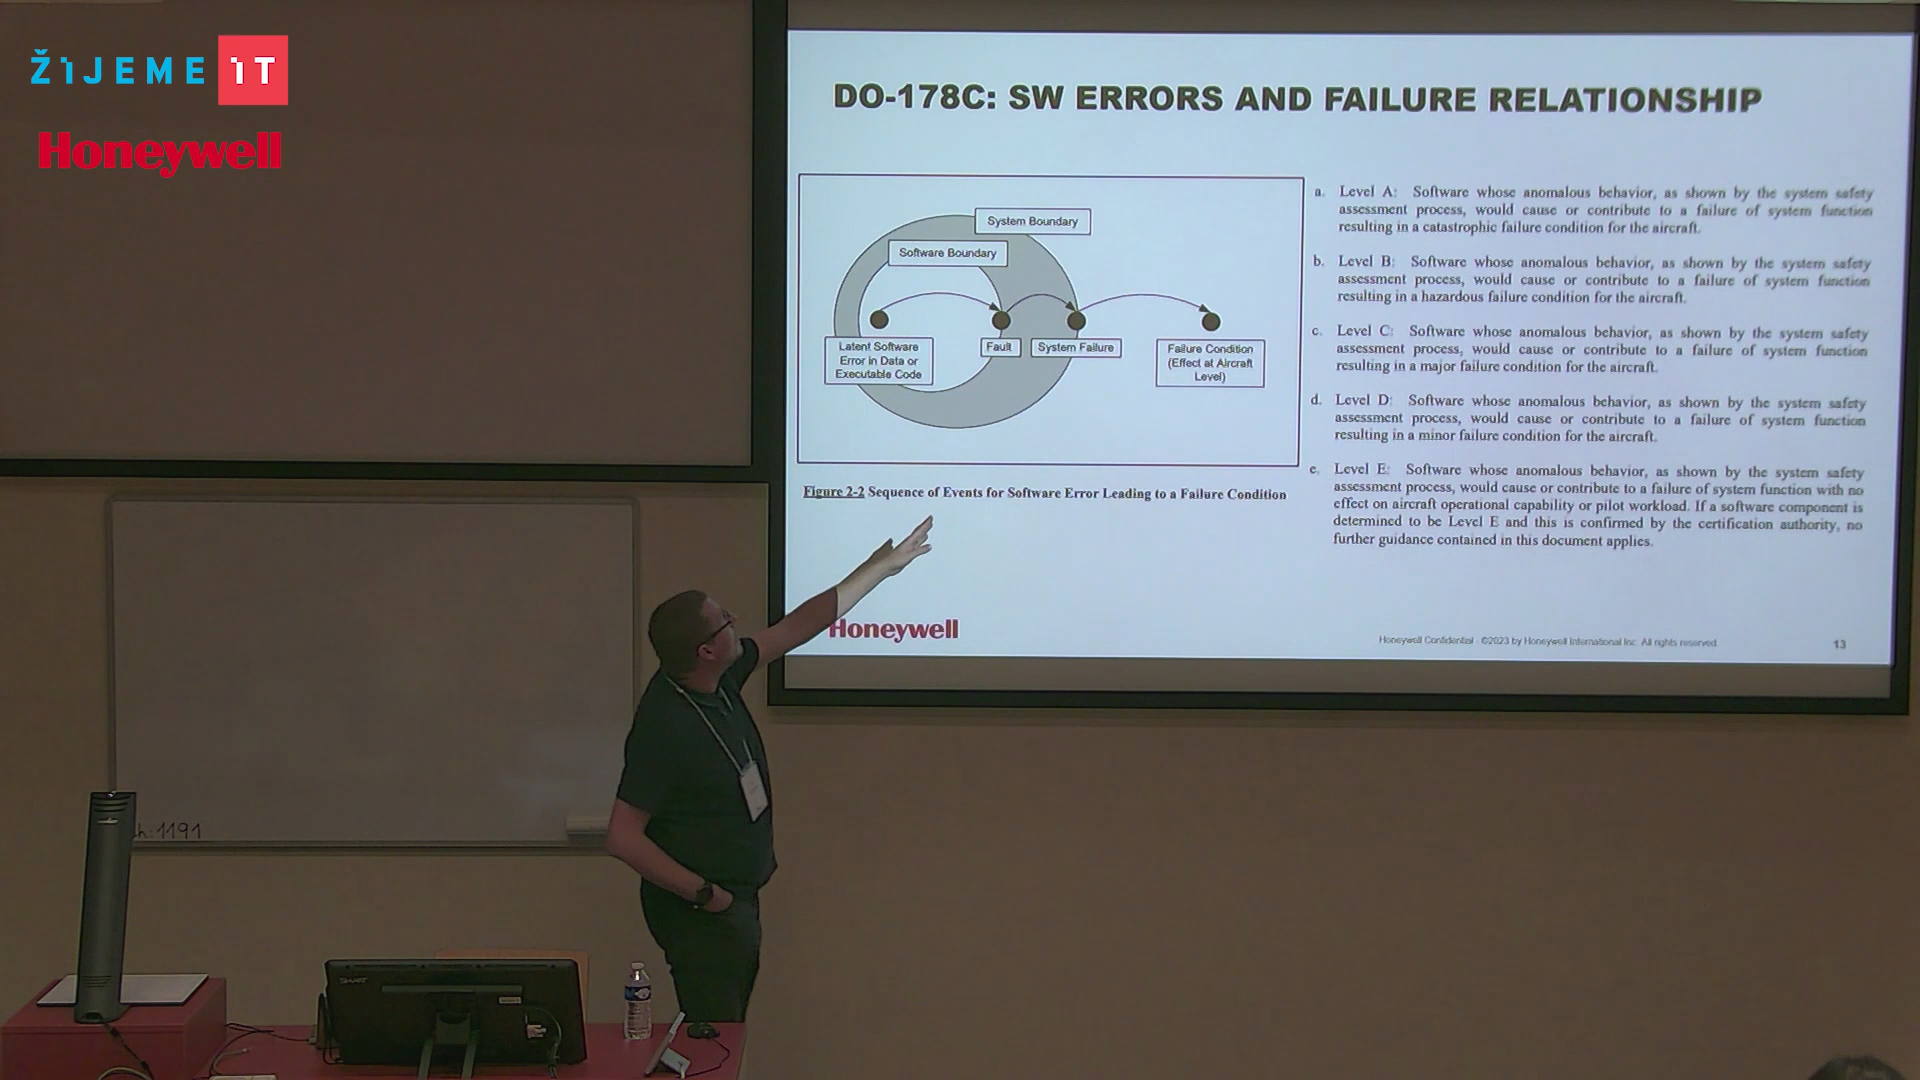 ŽIJEME IT
Honeywell
DO-178C: SW ERRORS AND FAILURE RELATIONSHIP
System Boundary
Software Boundary
Latent Software
Error in Data or
Executable Code
Fault
System Failure
Failure Condition
(Effect at Aircraft
Level)
Figure 2-2 Sequence of Events for Software Error Leading to a Failure Condition
a. Level A: Software whose anomalous behavior, as shown by the system safety
assessment process, would cause or contribute to a failure of system function
resulting in a catastrophic failure condition for the aircraft.
b. Level B: Software whose anomalous behavior, as shown by the system safety
assessment process, would cause or contribute to a failure of system function
resulting in a hazardous failure condition for the aircraft.
c. Level C: Software whose anomalous behavior, as shown by the system safety
assessment process, would cause or contribute to a failure of system function
resulting in a major failure condition for the aircraft.
d. Level D: Software whose anomalous behavior, as shown by the system safety
assessment process, would cause or contribute to a failure of system function
resulting in a minor failure condition for the aircraft.
e. Level E: Software whose anomalous behavior, as shown by the system safety
assessment process, would cause or contribute to a failure of system function with no
effect on aircraft operational capability or pilot workload. If a software component is
determined to be Level E and this is confirmed by the certification authority, no
further guidance contained in this document applies.
Honeywell
Honeywell Confidential - ©2023 by Honeywell International Inc. All rights reserved.
13
h:1191
SMART